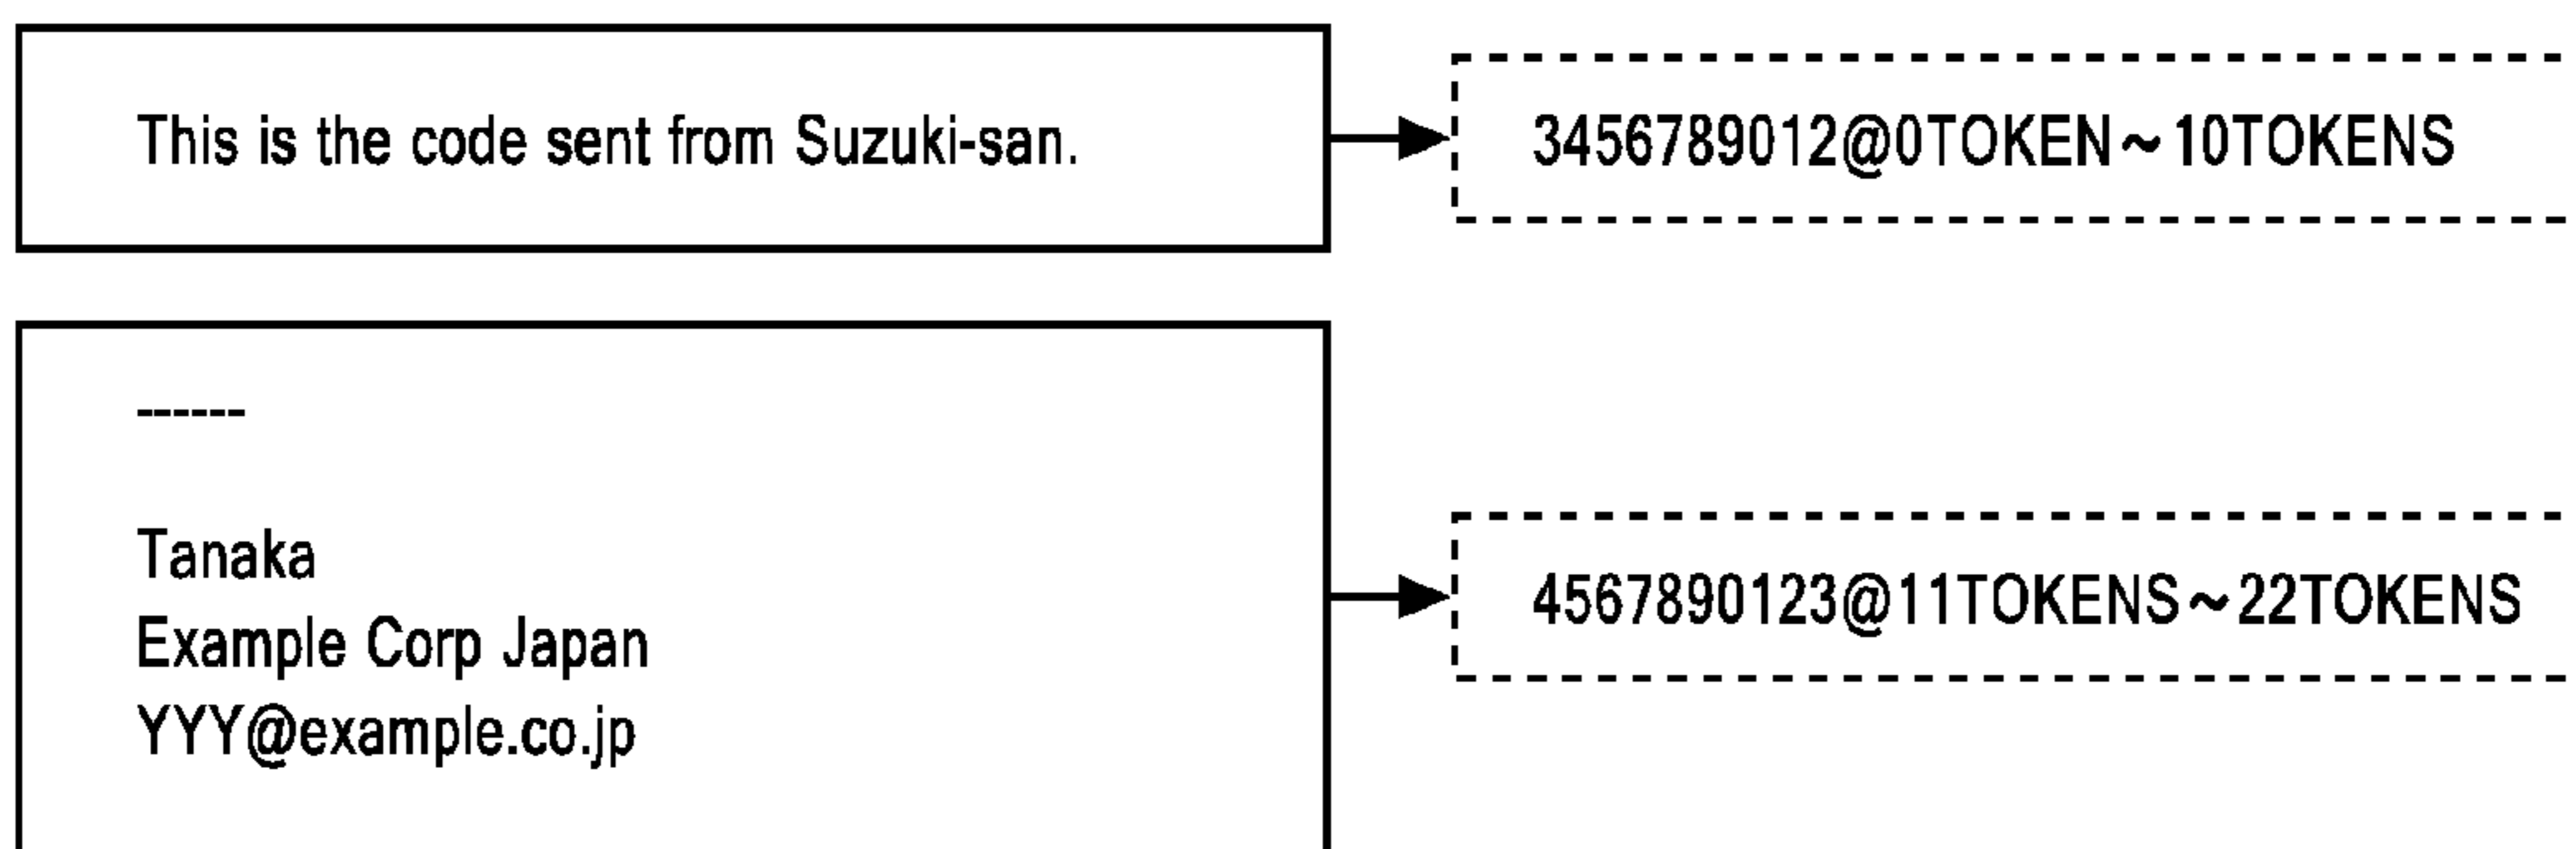 This is the code sent from Suzuki-san.
3456789012@0TOKEN~10TOKENS
------
Tanaka
Example Corp Japan
YYY@example.co.jp
4567890123@11TOKENS~22TOKENS